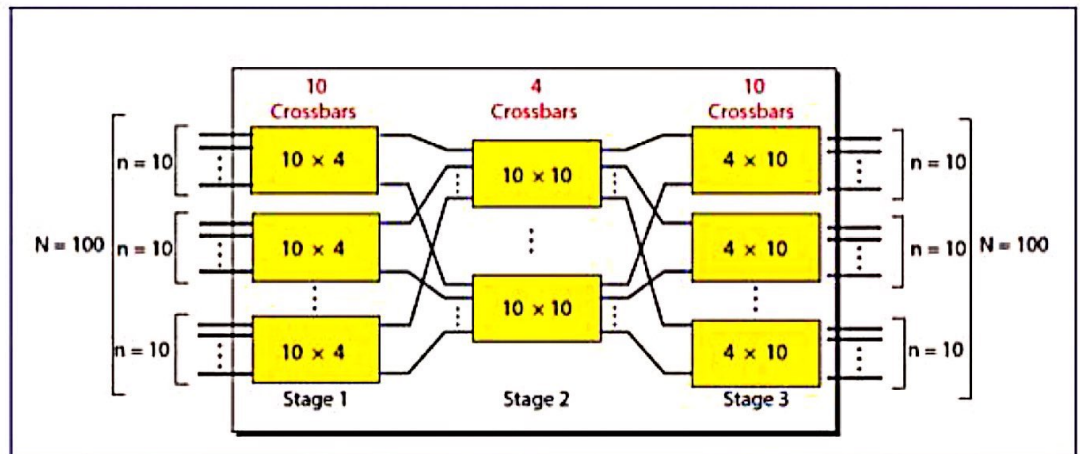 10 4 10
Crossbars Crossbars Crossbars
n = 10 10 × 4 10 × 10 4 × 10 n = 10
N = 100 n = 10 10 × 4 4 × 10 n = 10 N = 100
10 × 10
n = 10 10 × 4 4 × 10 n = 10
Stage 1 Stage 2 Stage 3